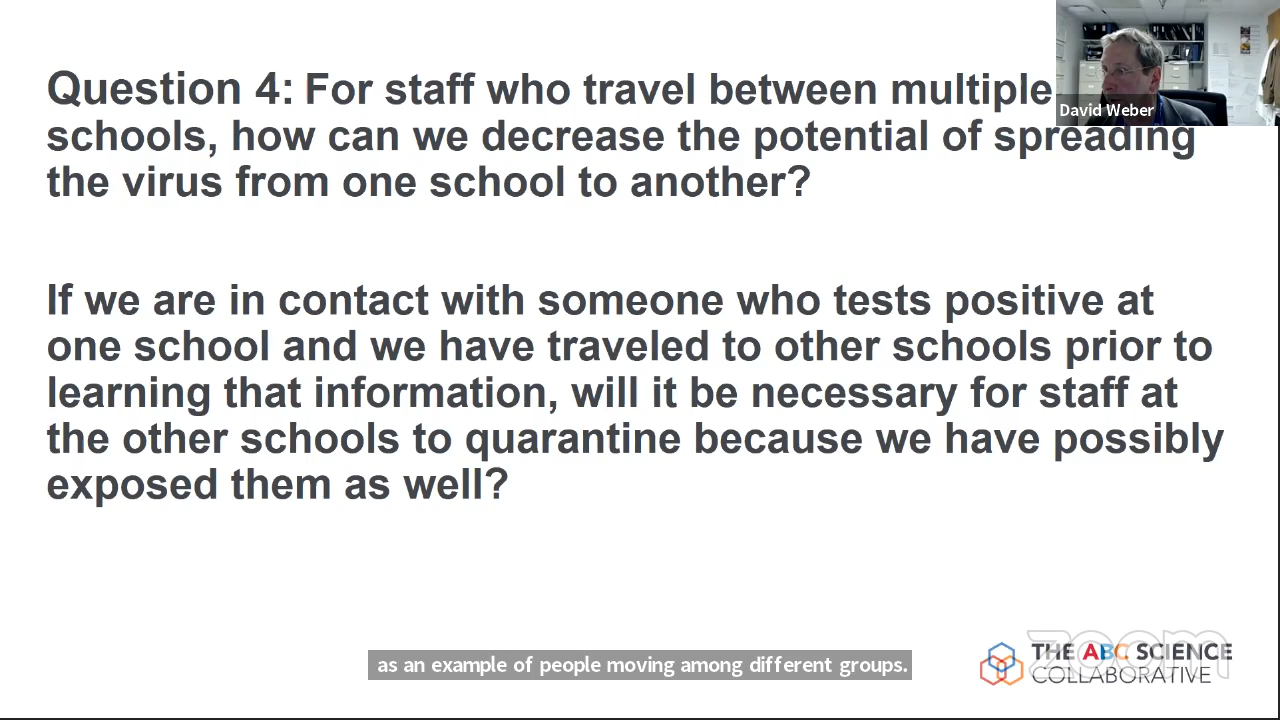 Question 4: For staff who travel between multiple
schools, how can we decrease the potential of spreading
the virus from one school to another?
David Weber
If we are in contact with someone who tests positive at
one school and we have traveled to other schools prior to
learning that information, will it be necessary for staff at
the other schools to quarantine because we have possibly
exposed them as well?
as an example of people moving among different groups.
zoom
THE ABC SCIENCE
COLLABORATIVE